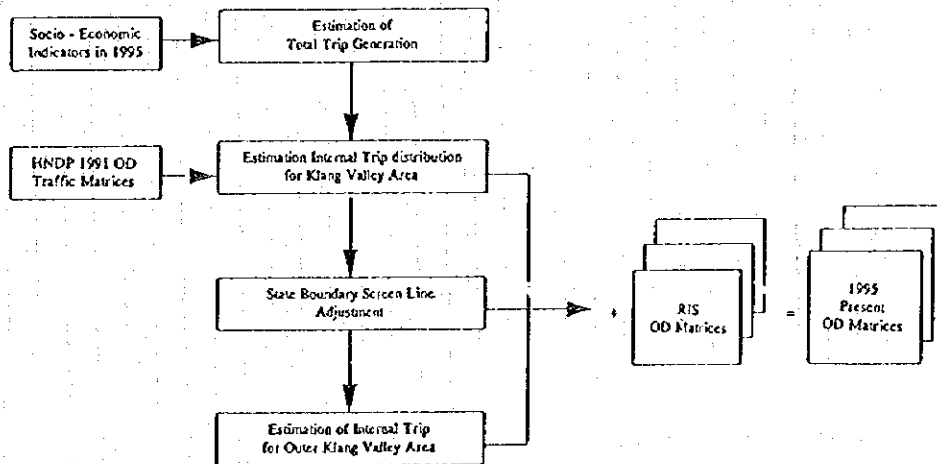 Socio - Economic
Indicators in 1995
Estimation of
Total Trip Generation
HNDP 1991 OD
Traffic Matrices
Estimation Internal Trip distribution
for Klang Valley Area
State Boundary Screen Line
Adjustment
+
RIS
OD Matrices
=
1995
Present
OD Matrices
Estimation of Internal Trip
for Outer Klang Valley Area